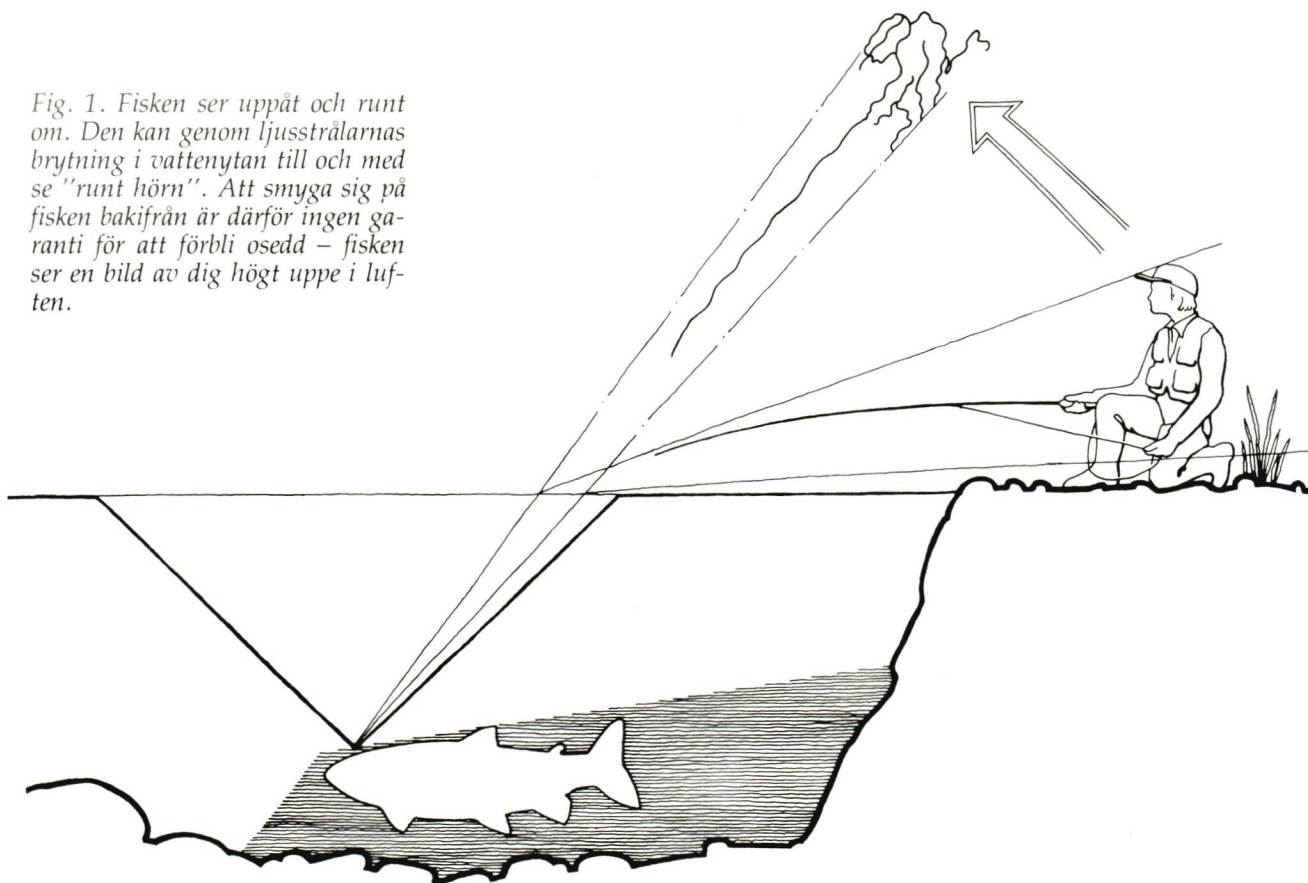 Fig. 1. Fisken ser uppåt och runt
om. Den kan genom ljusstrålarnas
brytning i vattenytan till och med
se ”runt hörn”. Att smyga sig på
fisken bakifrån är därför ingen ga-
ranti för att förbli osedd – fisken
ser en bild av dig högt uppe i luf-
ten.